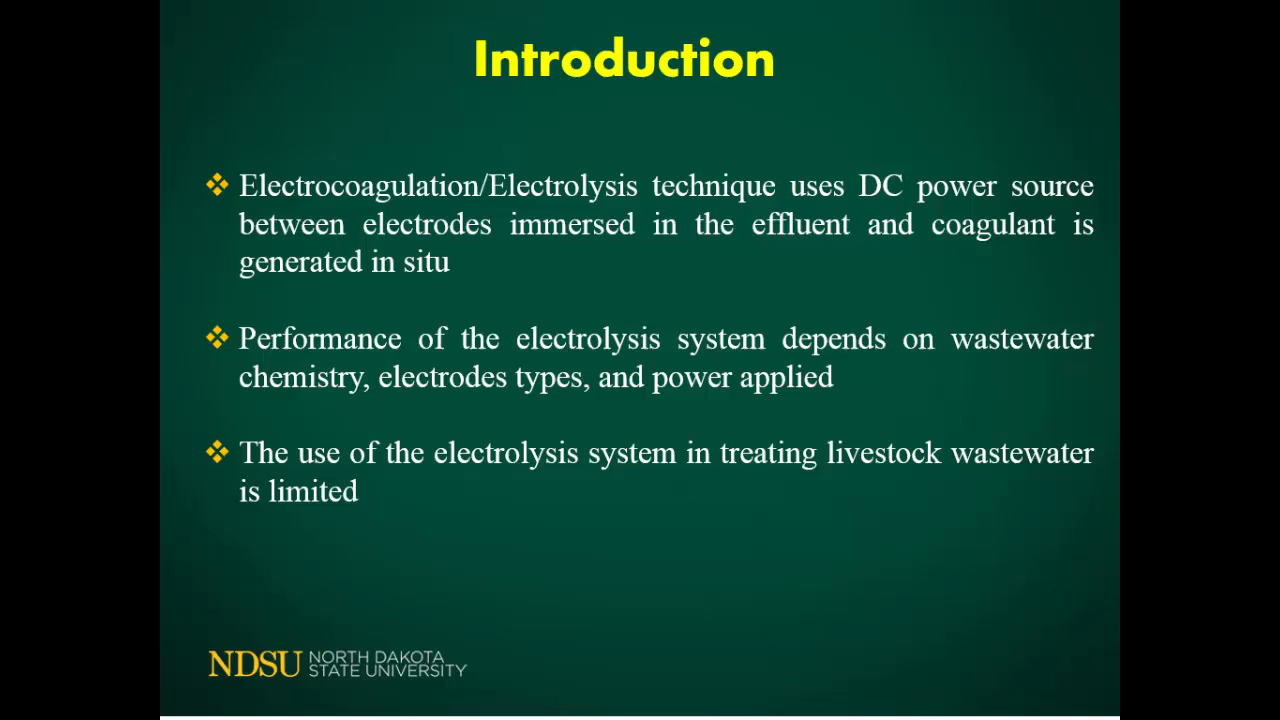 Introduction
Electrocoagulation/Electrolysis technique uses DC power source
between electrodes immersed in the effluent and coagulant is
generated in situ
Performance of the electrolysis system depends on wastewater
chemistry, electrodes types, and power applied
The use of the electrolysis system in treating livestock wastewater
is limited
NDSU NORTH DAKOTA
STATE UNIVERSITY